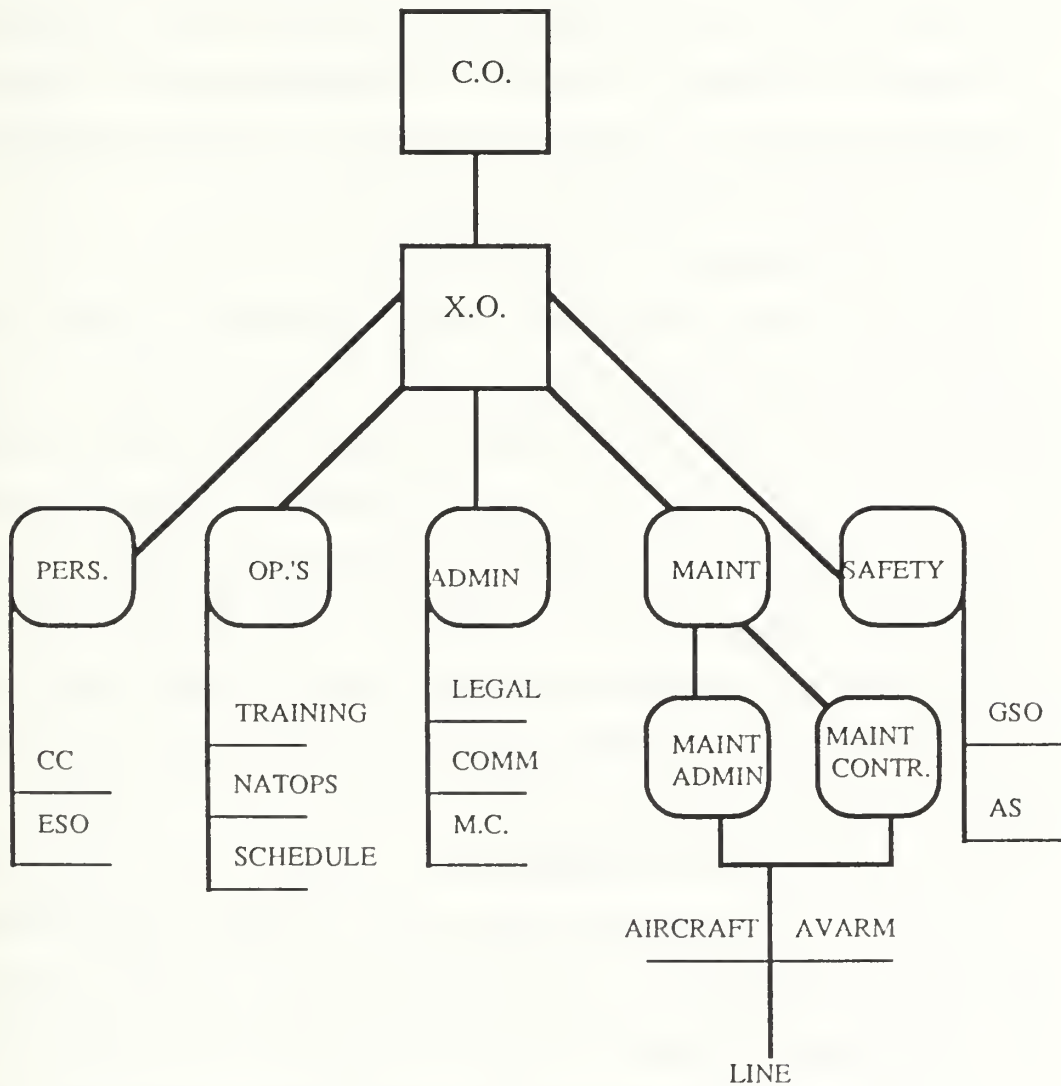 C.O.
X.O.
PERS.
OP.'S
ADMIN
MAINT
SAFETY
CC
ESO
TRAINING
NATOPS
SCHEDULE
LEGAL
COMM
M.C.
MAINT
ADMIN
MAINT
CONTR.
GSO
AS
AIRCRAFT
AVARM
LINE